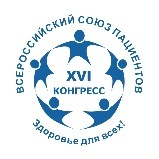 ВСЕРОССИЙСКИЙ СОЮЗ ПАЦИЕНТОВ
XVI
КОНГРЕСС
Здоровье для всех!